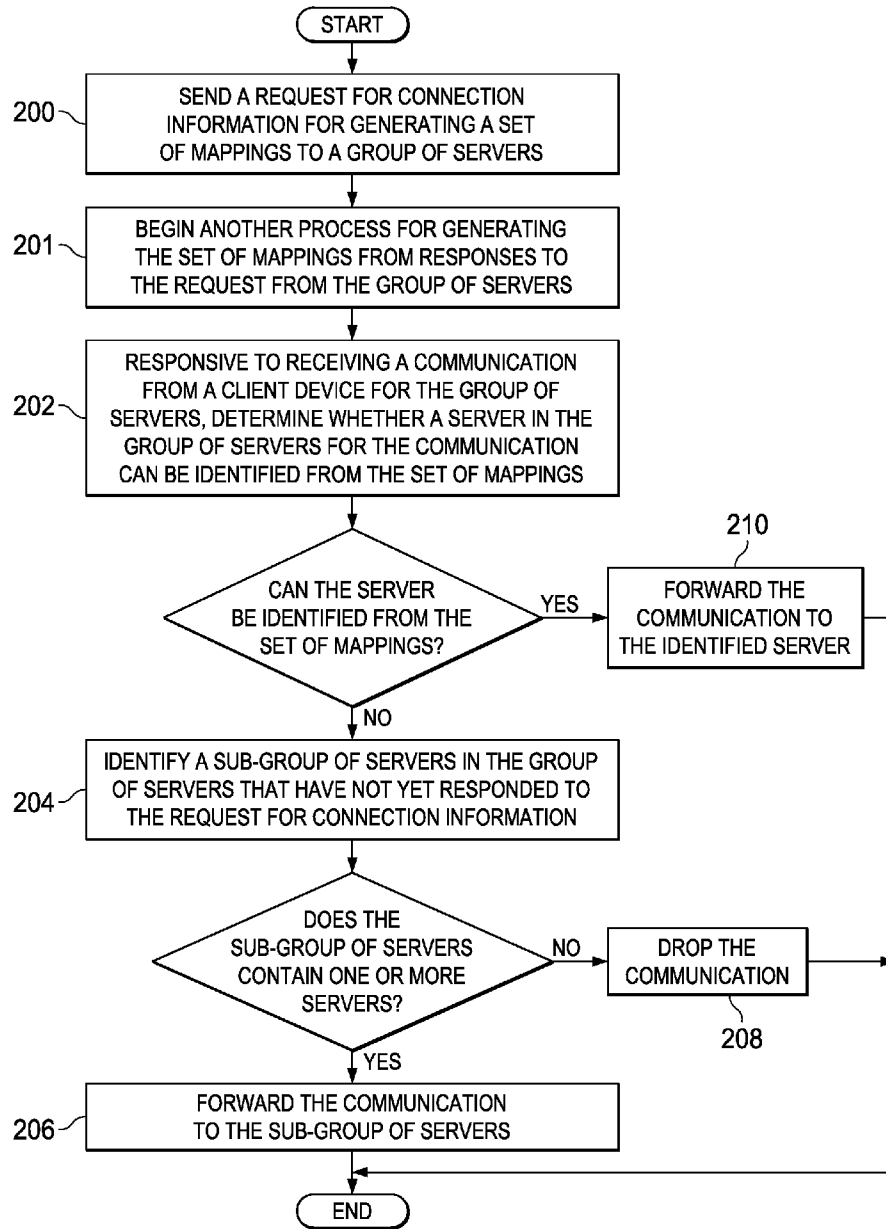 START
200
SEND A REQUEST FOR CONNECTION
INFORMATION FOR GENERATING A SET
OF MAPPINGS TO A GROUP OF SERVERS
201
BEGIN ANOTHER PROCESS FOR GENERATING
THE SET OF MAPPINGS FROM RESPONSES TO
THE REQUEST FROM THE GROUP OF SERVERS
202
RESPONSIVE TO RECEIVING A COMMUNICATION
FROM A CLIENT DEVICE FOR THE GROUP OF
SERVERS, DETERMINE WHETHER A SERVER IN THE
GROUP OF SERVERS FOR THE COMMUNICATION
CAN BE IDENTIFIED FROM THE SET OF MAPPINGS
CAN THE SERVER
BE IDENTIFIED FROM THE
SET OF MAPPINGS?
YES
210
FORWARD THE
COMMUNICATION TO
THE IDENTIFIED SERVER
NO
204
IDENTIFY A SUB-GROUP OF SERVERS IN THE GROUP
OF SERVERS THAT HAVE NOT YET RESPONDED TO
THE REQUEST FOR CONNECTION INFORMATION
DOES THE
SUB-GROUP OF SERVERS
CONTAIN ONE OR MORE
SERVERS?
NO
DROP THE
COMMUNICATION
208
YES
206
FORWARD THE COMMUNICATION
TO THE SUB-GROUP OF SERVERS
END